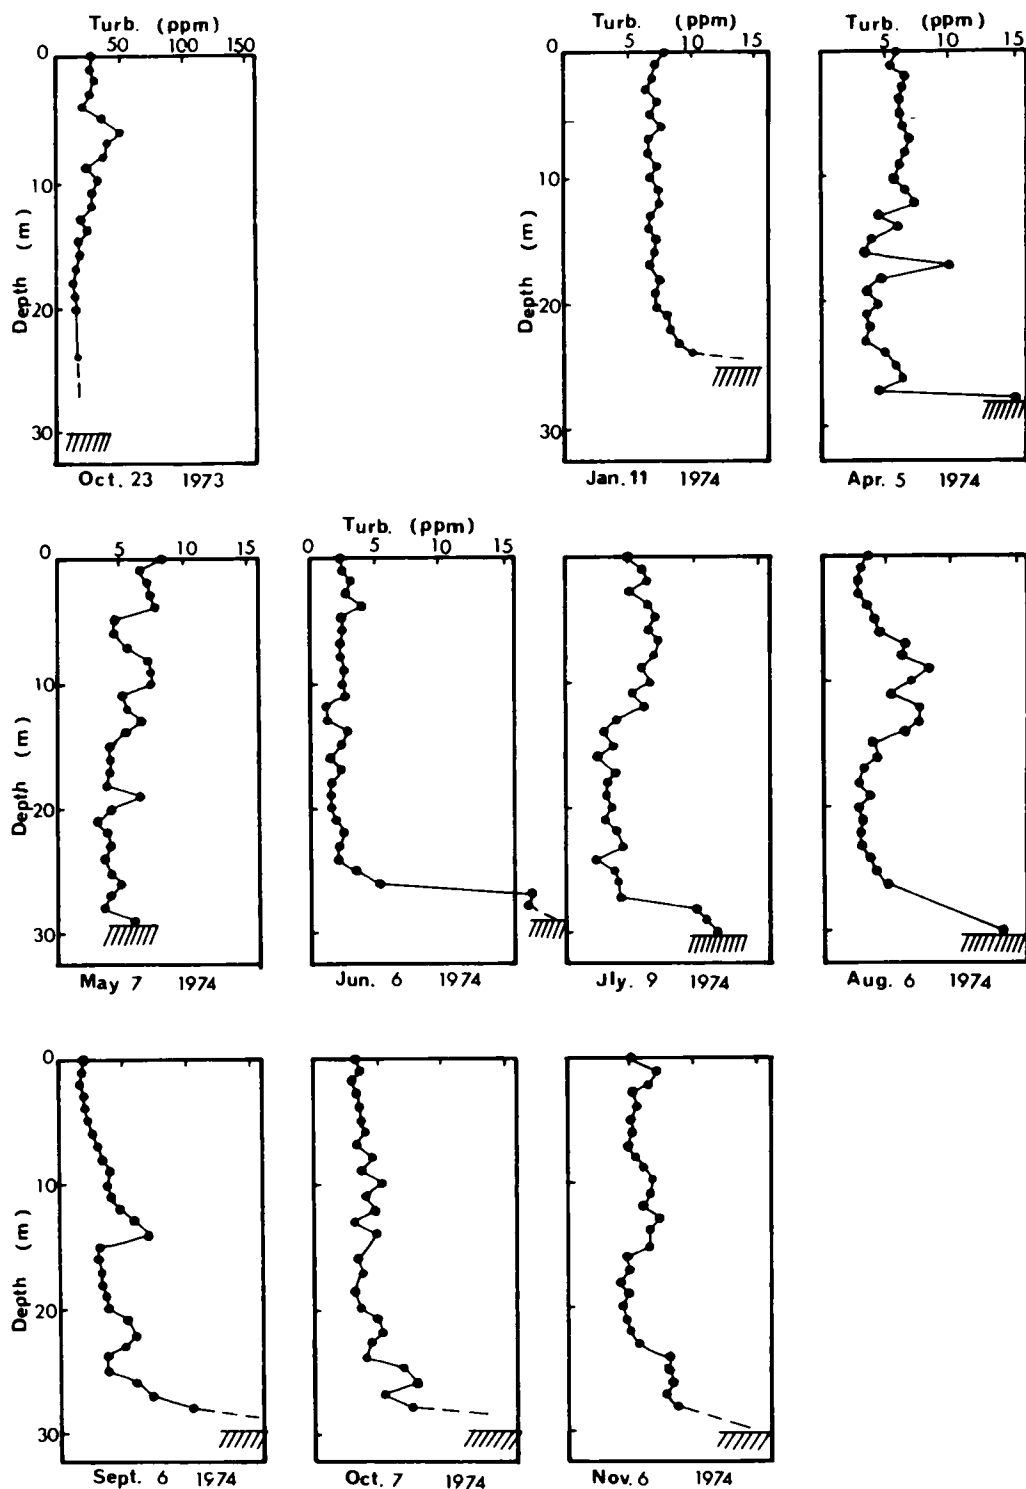 Turb. (ppm)
50 100 150
0
10
20
30
Depth (m)
Oct. 23 1973
Turb. (ppm)
5 10 15
0
10
20
30
Depth (m)
Jan. 11 1974
Turb. (ppm)
5 10 15
Apr. 5 1974
5 10 15
0
10
20
30
Depth (m)
May 7 1974
Turb. (ppm)
0 5 10 15
Jun. 6 1974
Jly. 9 1974
Aug. 6 1974
0
10
20
30
Depth (m)
Sept. 6 1974
Oct. 7 1974
Nov. 6 1974